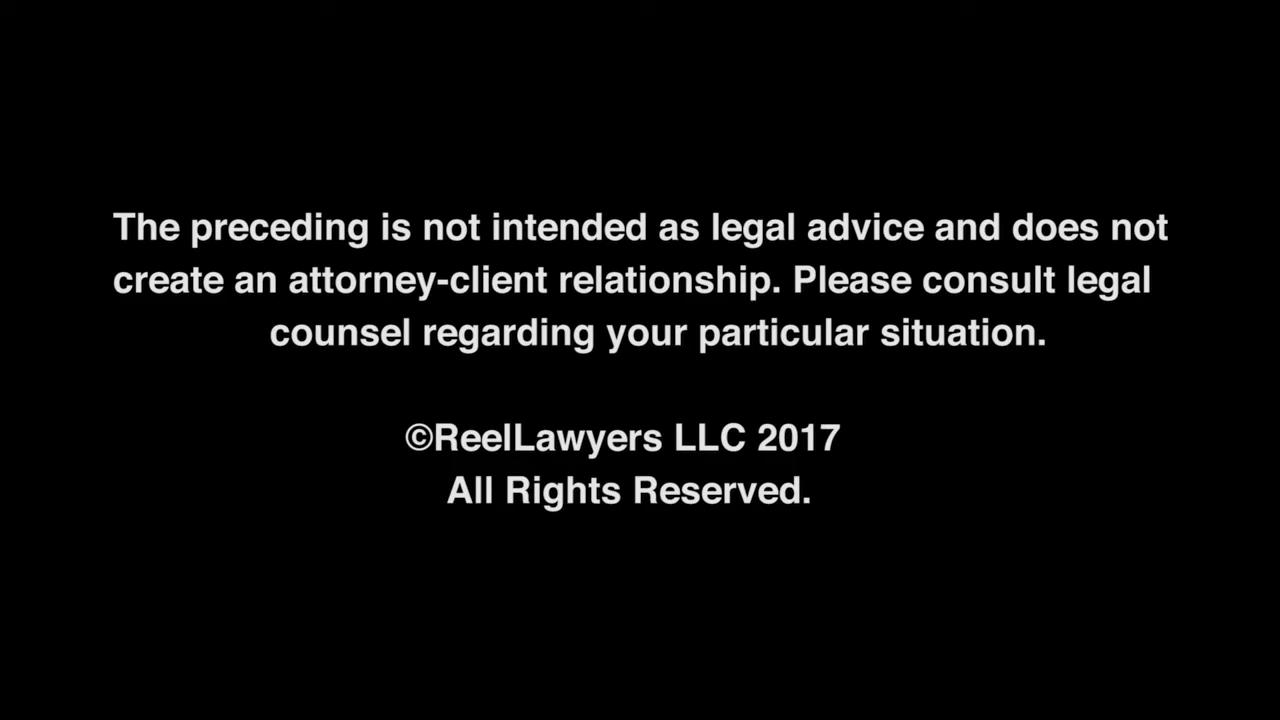 The preceding is not intended as legal advice and does not
create an attorney-client relationship. Please consult legal
counsel regarding your particular situation.
©ReelLawyers LLC 2017
All Rights Reserved.